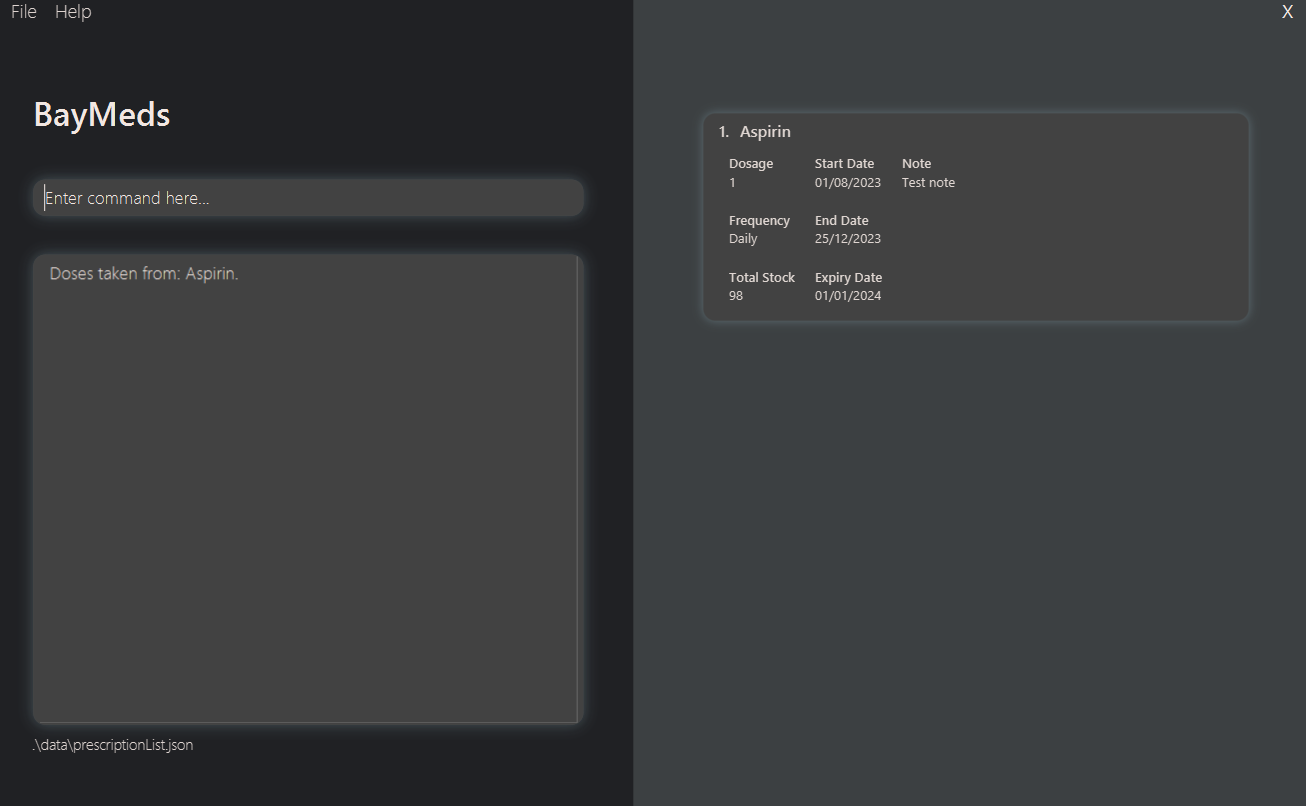 File Help
X
BayMeds
Enter command here...
Doses taken from: Aspirin.
.\data\prescriptionList.json
1. Aspirin
Dosage Start Date Note
1 01/08/2023 Test note
Frequency End Date
Daily 25/12/2023
Total Stock Expiry Date
98 01/01/2024